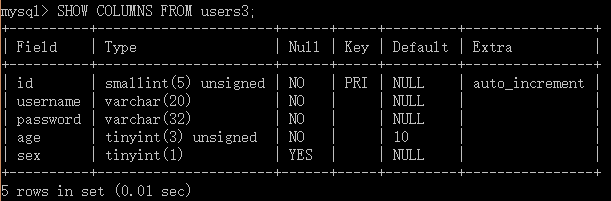 mysql> SHOW COLUMNS FROM users3;
+----------+----------------------+------+-----+---------+----------------+
| Field    | Type                 | Null | Key | Default | Extra          |
+----------+----------------------+------+-----+---------+----------------+
| id       | smallint(5) unsigned | NO   | PRI | NULL    | auto_increment |
| username | varchar(20)          | NO   |     | NULL    |                |
| password | varchar(32)          | NO   |     | NULL    |                |
| age      | tinyint(3) unsigned  | NO   |     | 10      |                |
| sex      | tinyint(1)           | YES  |     | NULL    |                |
+----------+----------------------+------+-----+---------+----------------+
5 rows in set (0.01 sec)